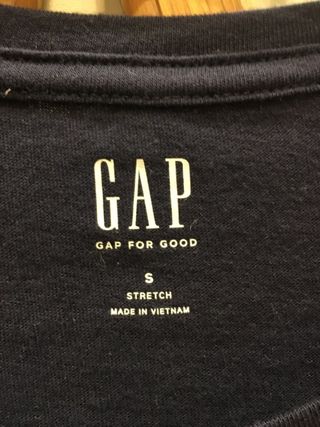 GAP
GAP FOR GOOD
S
STRETCH
MADE IN VIETNAM